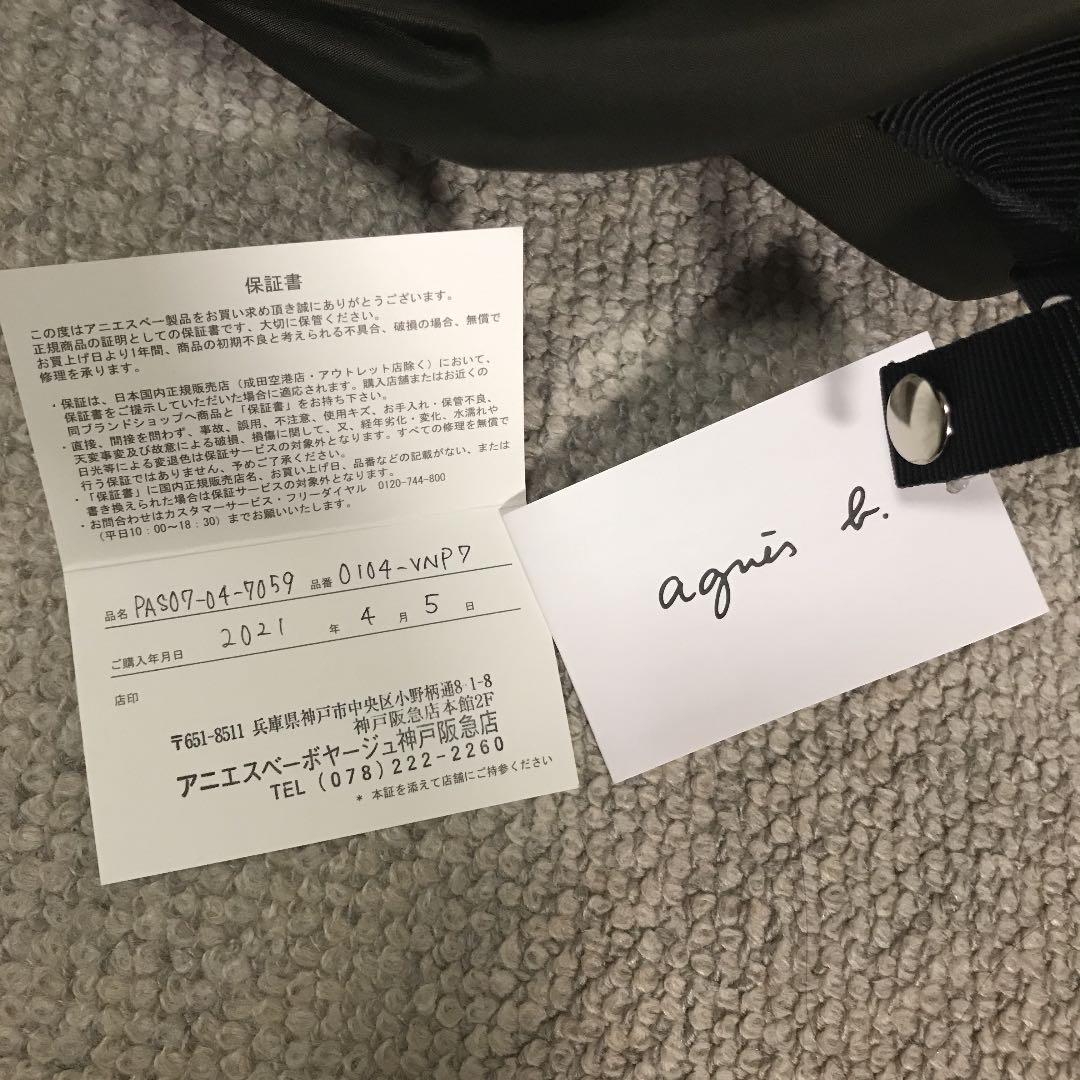 保証書
この度はアニエスベー製品をお買い求め頂き誠にありがとうございます。
正規商品の証明としての保証書です、大切に保管ください。
お買上げ日より1年間、商品の初期不良と考えられる不具合、破損の場合、無償で
修理を承ります。
・保証は、日本国内正規販売店（成田空港店・アウトレット店除く）において、
保証書をご提示していただいた場合に適応されます。購入店舗またはお近くの
同ブランドショップへ商品と「保証書」をお持ち下さい。
・直接、間接を問わず、事故、誤用、不注意、使用キズ、お手入れ・保管不良、
天変事変及び故意による破損、損傷に関して、又、経年劣化・変化、水濡れや
日光等による変退色は保証サービスの対象外となります。すべての修理を無償で
行う保証ではありません、予めご了承ください。
・「保証書」に国内正規販売店名、お買い上げ日、品番などの記載がない、または
書き換えられた場合は保証サービスの対象外となります。
・お問合わせはカスタマーサービス・フリーダイヤル 0120-744-800
（平日10：00〜18：30）までお願いいたします。
品名 PAS07-04-7059 品番 0104-VNP7
ご購入年月日 2021 年 4 月 5 日
店印
〒651-8511 兵庫県神戸市中央区小野柄通8-1-8
神戸阪急店本館2F
アニエスベーボヤージュ神戸阪急店
TEL (078)222-2260
* 本証を添えて店舗にご持参ください
agnès b.